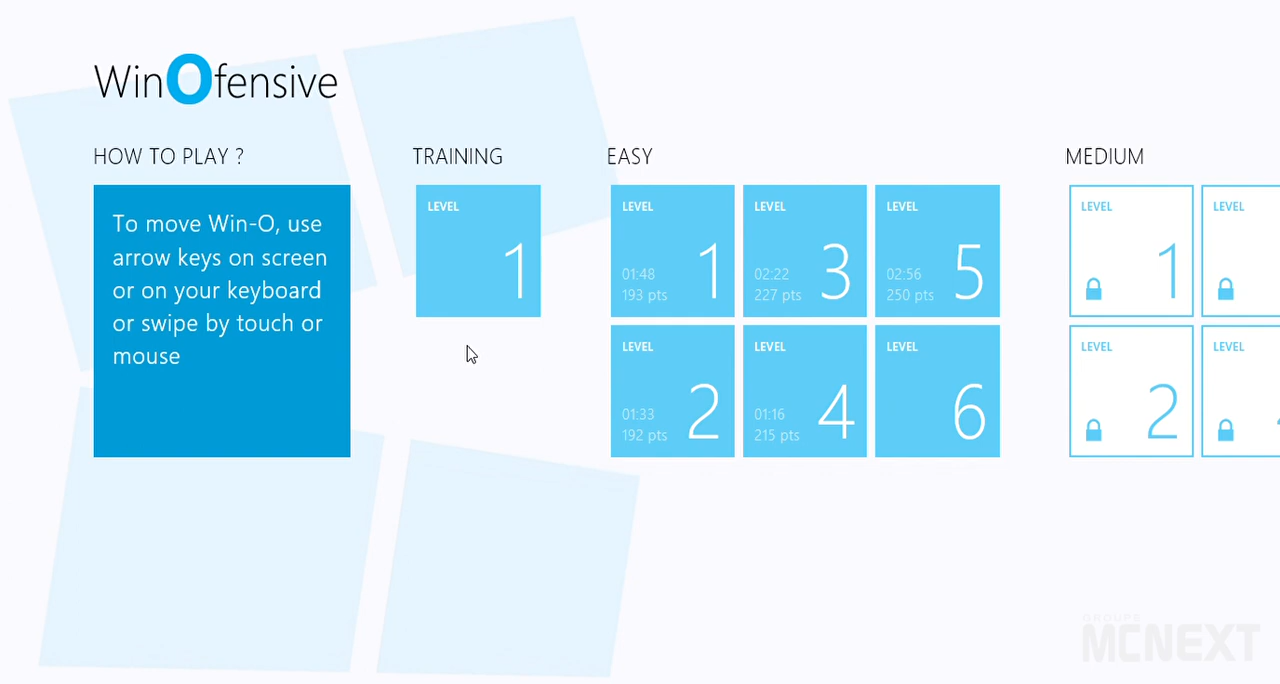 WinOfensive
HOW TO PLAY ?
To move Win-O, use
arrow keys on screen
or on your keyboard
or swipe by touch or
mouse
TRAINING
LEVEL
1
EASY
LEVEL
01:48
193 pts
1
LEVEL
02:22
227 pts
3
LEVEL
02:56
250 pts
5
LEVEL
01:33
192 pts
2
LEVEL
01:16
215 pts
4
LEVEL
6
MEDIUM
LEVEL
1
LEVEL
LEVEL
2
LEVEL
GROUPE
MCNEXT